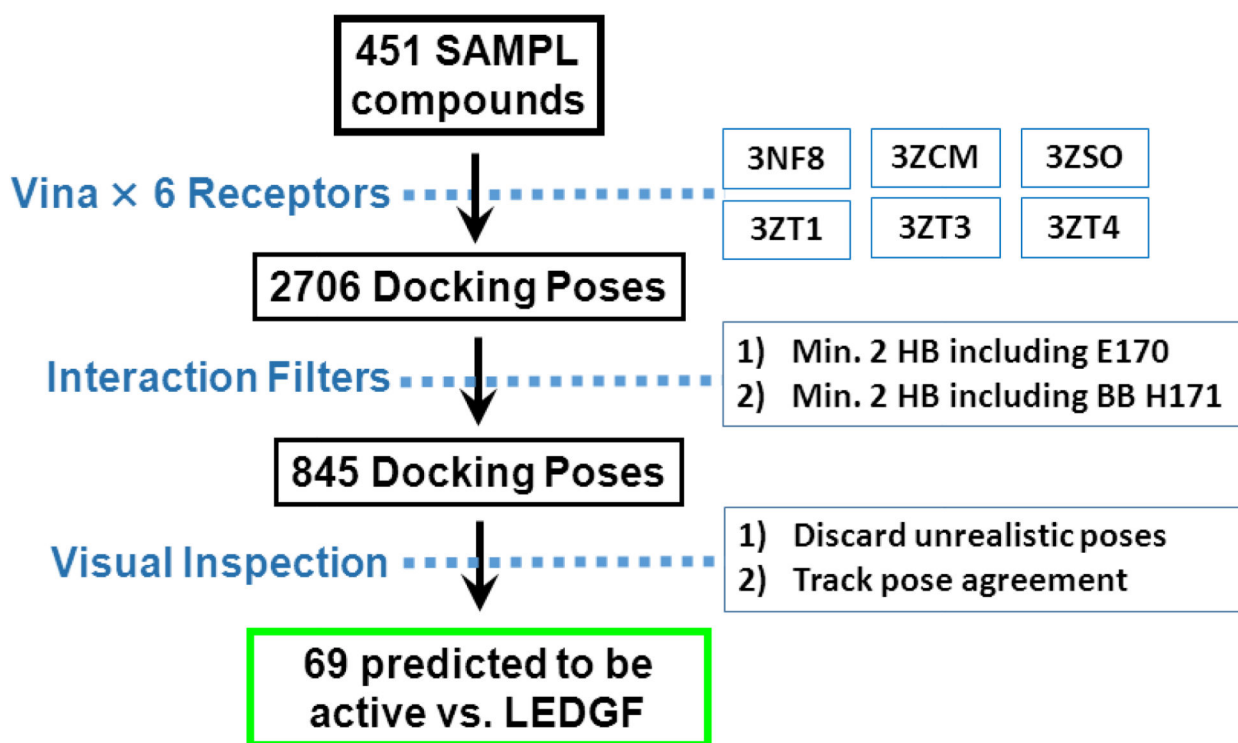 451 SAMPL
compounds
Vina × 6 Receptors
3NF8
3ZCM
3ZSO
3ZT1
3ZT3
3ZT4
2706 Docking Poses
Interaction Filters
1) Min. 2 HB including E170
2) Min. 2 HB including BB H171
845 Docking Poses
Visual Inspection
1) Discard unrealistic poses
2) Track pose agreement
69 predicted to be
active vs. LEDGF